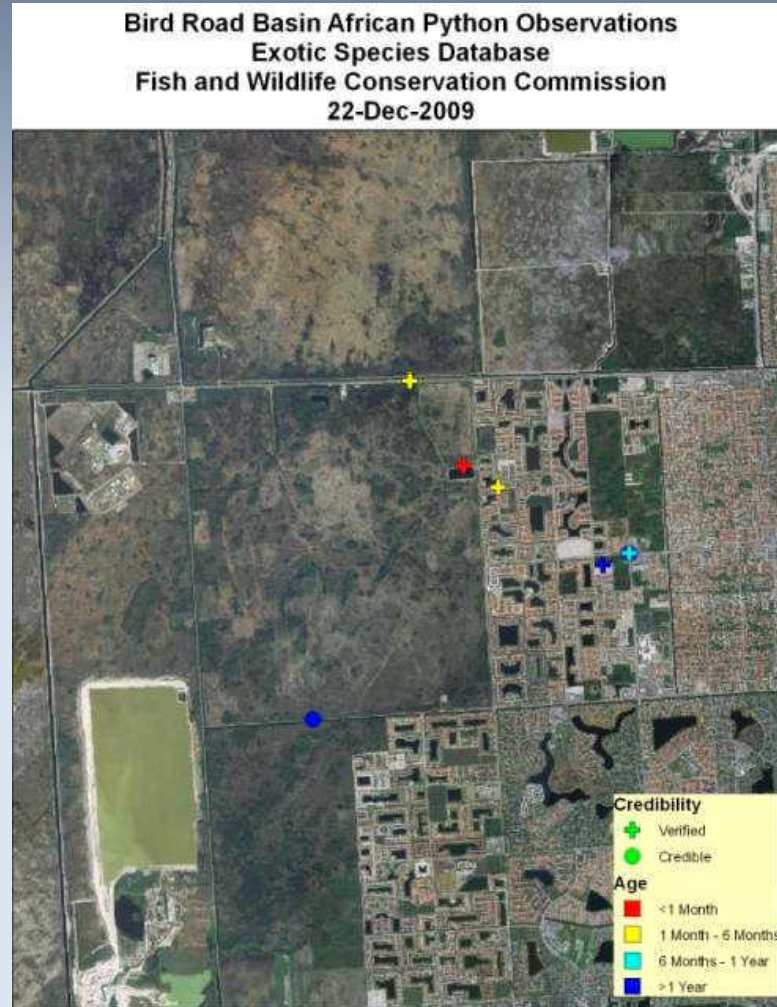 Bird Road Basin African Python Observations
Exotic Species Database
Fish and Wildlife Conservation Commission
22-Dec-2009
Credibility
Verified
Credible
Age
<1 Month
1 Month - 6 Months
6 Months - 1 Year
>1 Year